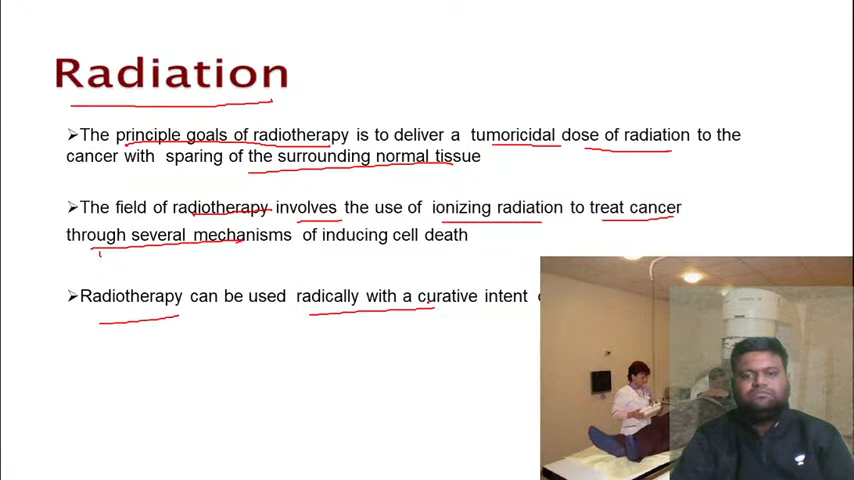 Radiation
➢The principle goals of radiotherapy is to deliver a tumoricidal dose of radiation to the
cancer with sparing of the surrounding normal tissue
➢The field of radiotherapy involves the use of ionizing radiation to treat cancer
through several mechanisms of inducing cell death
➢Radiotherapy can be used radically with a curative intent